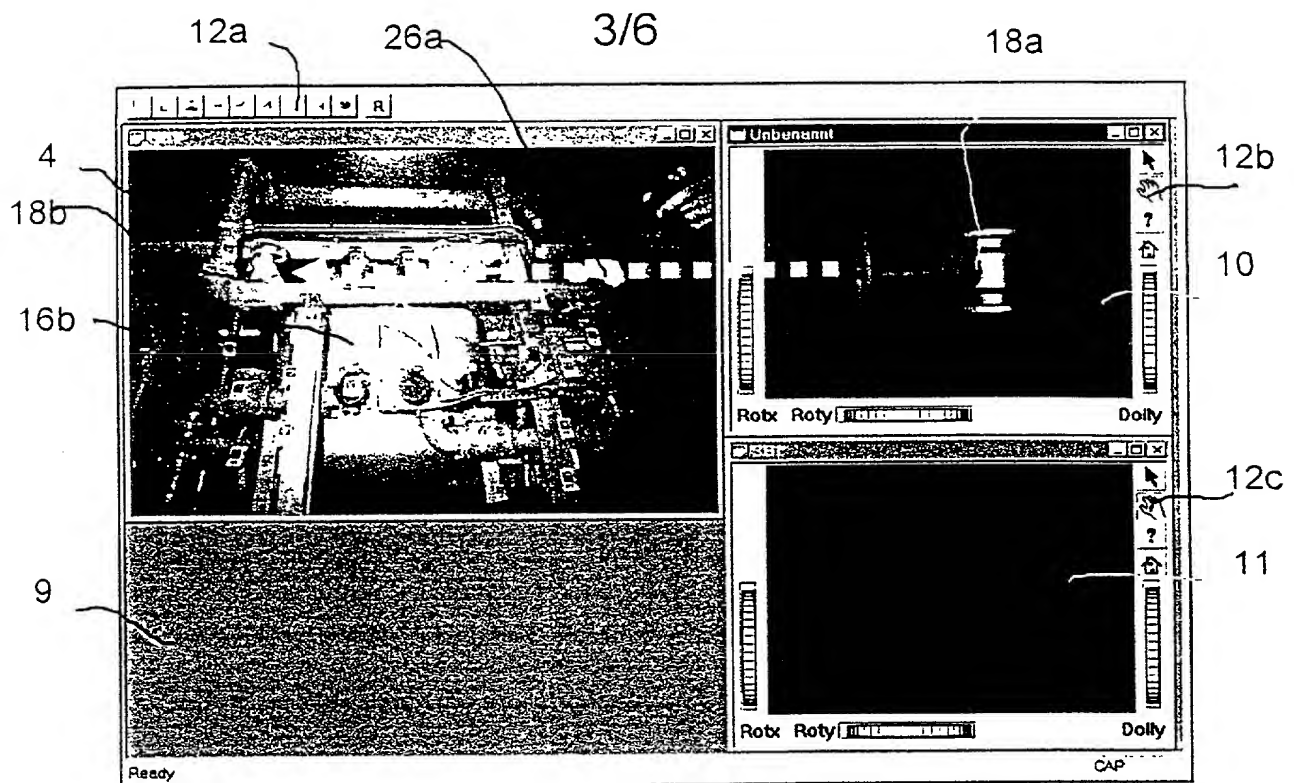 3/6
12a
26a
18a
R
Unbenannt
4
12b
18b
?
10
16b
Rotx Roty Dolly
12c
?
9
11
Rotx Roty Dolly
Ready
CAP